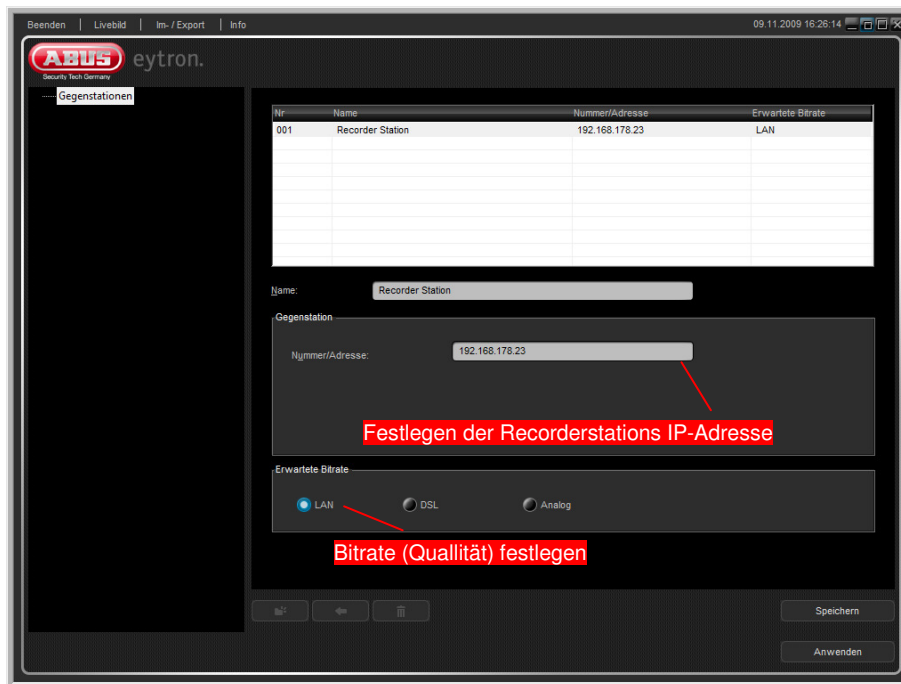 Beenden | Livebild | Im- / Export | Info 09.11.2009 16:26:14
ABUS eytron.
Security Tech Germany
Gegenstationen
Nr Name Nummer/Adresse Erwartete Bitrate
001 Recorder Station 192.168.178.23 LAN
Name: Recorder Station
Gegenstation
Nummer/Adresse: 192.168.178.23
Festlegen der Recorderstations IP-Adresse
Erwartete Bitrate
LAN DSL Analog
Bitrate (Quallität) festlegen
Speichern
Anwenden